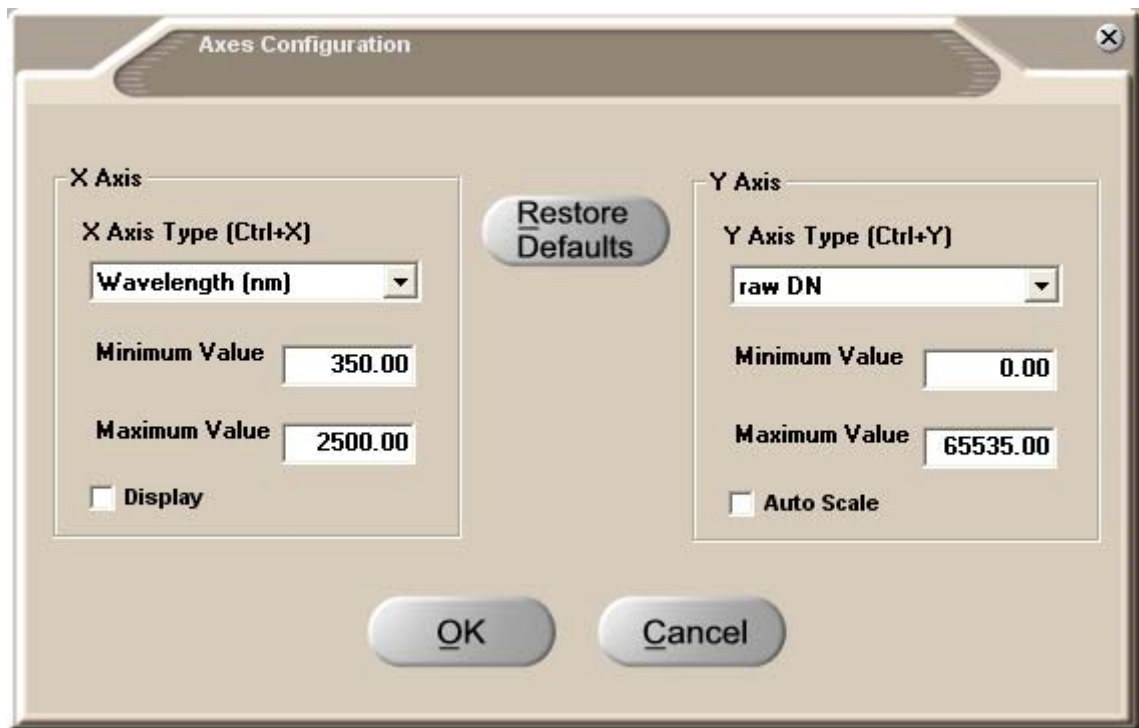 Axes Configuration
X Axis
X Axis Type (Ctrl+X)
Wavelength (nm)
Minimum Value
350.00
Maximum Value
2500.00
Display
Restore
Defaults
Y Axis
Y Axis Type (Ctrl+Y)
raw DN
Minimum Value
0.00
Maximum Value
65535.00
Auto Scale
OK
Cancel